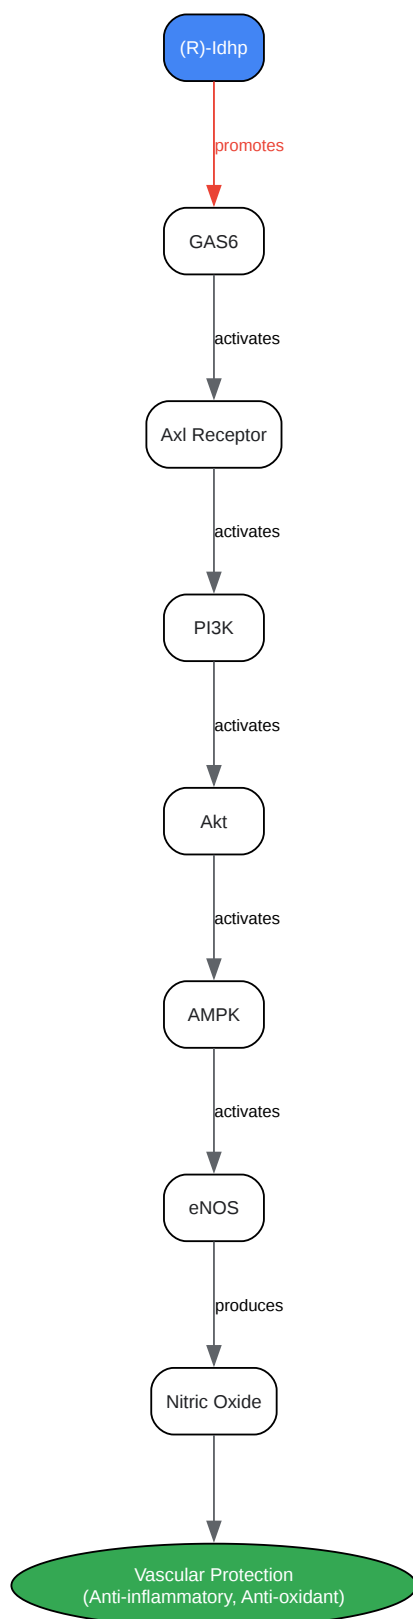 (R)-Idhp
promotes
GAS6
activates
Axl Receptor
activates
PI3K
activates
Akt
activates
AMPK
activates
eNOS
produces
Nitric Oxide
Vascular Protection
(Anti-inflammatory, Anti-oxidant)